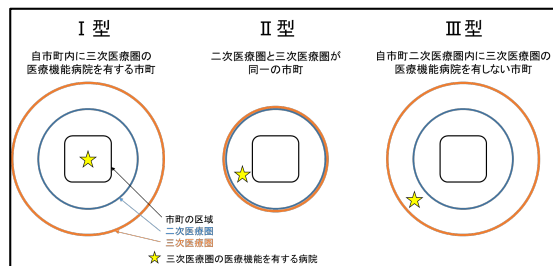 Ⅰ型
自市町内に三次医療圏の
医療機能病院を有する市町
Ⅱ型
二次医療圏と三次医療圏が
同一の市町
Ⅲ型
自市町二次医療圏内に三次医療圏の
医療機能病院を有しない市町
市町の区域
二次医療圏
三次医療圏
三次医療圏の医療機能を有する病院